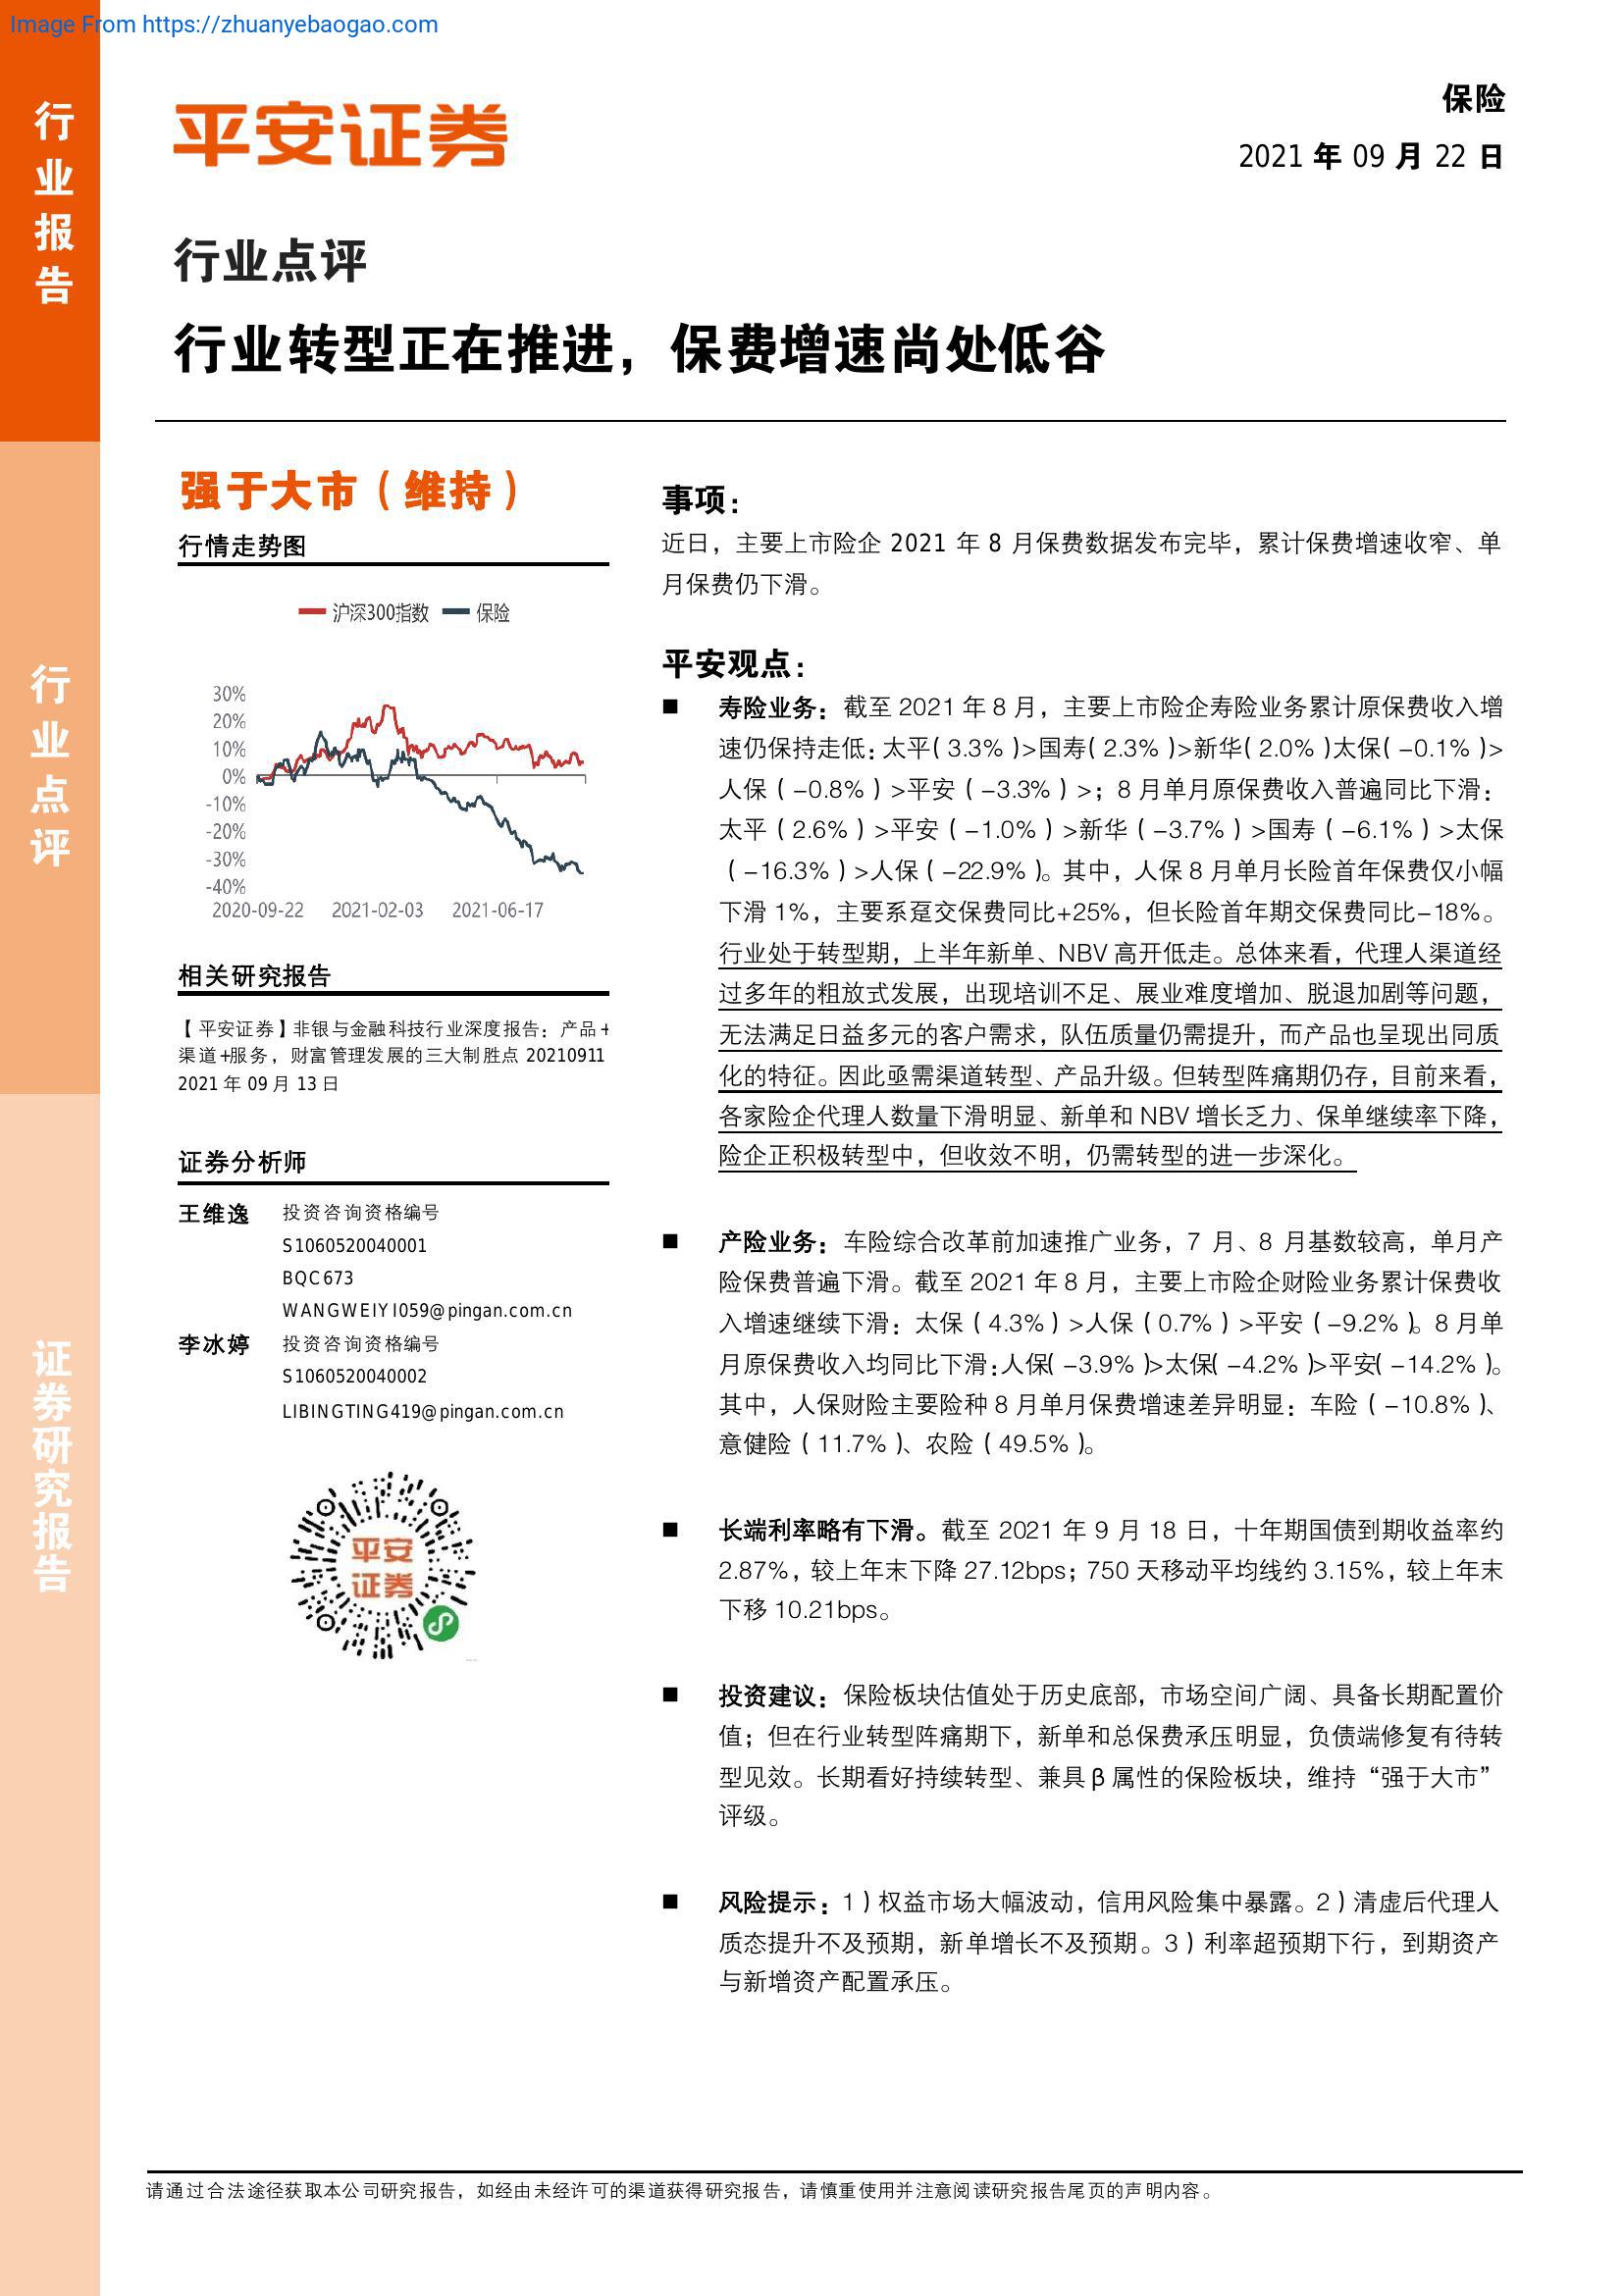 Image From https://zhuanyebaogao.com
行业报告
行业点评
证券研究报告
平安证券
保险
2021 年 09 月 22 日
行业点评
行业转型正在推进，保费增速尚处低谷
强于大市（维持）
行情走势图
沪深300指数 保险
30%
20%
10%
0%
-10%
-20%
-30%
-40%
2020-09-22 2021-02-03 2021-06-17
相关研究报告
【平安证券】非银与金融科技行业深度报告：产品+
渠道+服务，财富管理发展的三大制胜点 20210911
2021 年 09 月 13 日
证券分析师
王维逸 投资咨询资格编号
S1060520040001
BQC673
WANGWEIYI059@pingan.com.cn
李冰婷 投资咨询资格编号
S1060520040002
LIBINGTING419@pingan.com.cn
平安
证券
事项：
近日，主要上市险企 2021 年 8 月保费数据发布完毕，累计保费增速收窄、单
月保费仍下滑。
平安观点：
■ 寿险业务：截至 2021 年 8 月，主要上市险企寿险业务累计原保费收入增
速仍保持走低：太平（3.3%）>国寿（2.3%）>新华（2.0%）太保（-0.1%）>
人保（-0.8%）>平安（-3.3%）>；8 月单月原保费收入普遍同比下滑：
太平（2.6%）>平安（-1.0%）>新华（-3.7%）>国寿（-6.1%）>太保
（-16.3%）>人保（-22.9%）。其中，人保 8 月单月长险首年保费仅小幅
下滑 1%，主要系趸交保费同比+25%，但长险首年期交保费同比-18%。
行业处于转型期，上半年新单、NBV 高开低走。总体来看，代理人渠道经
过多年的粗放式发展，出现培训不足、展业难度增加、脱退加剧等问题，
无法满足日益多元的客户需求，队伍质量仍需提升，而产品也呈现出同质
化的特征。因此亟需渠道转型、产品升级。但转型阵痛期仍存，目前来看，
各家险企代理人数量下滑明显、新单和 NBV 增长乏力、保单继续率下降，
险企正积极转型中，但收效不明，仍需转型的进一步深化。
■ 产险业务：车险综合改革前加速推广业务，7 月、8 月基数较高，单月产
险保费普遍下滑。截至 2021 年 8 月，主要上市险企财险业务累计保费收
入增速继续下滑：太保（4.3%）>人保（0.7%）>平安（-9.2%）。8 月单
月原保费收入均同比下滑：人保（-3.9%）>太保（-4.2%）>平安（-14.2%）。
其中，人保财险主要险种 8 月单月保费增速差异明显：车险（-10.8%）、
意健险（11.7%）、农险（49.5%）。
■ 长端利率略有下滑。截至 2021 年 9 月 18 日，十年期国债到期收益率约
2.87%，较上年末下降 27.12bps；750 天移动平均线约 3.15%，较上年末
下移 10.21bps。
■ 投资建议：保险板块估值处于历史底部，市场空间广阔、具备长期配置价
值；但在行业转型阵痛期下，新单和总保费承压明显，负债端修复有待转
型见效。长期看好持续转型、兼具 β 属性的保险板块，维持“强于大市”
评级。
■ 风险提示：1）权益市场大幅波动，信用风险集中暴露。2）清虚后代理人
质态提升不及预期，新单增长不及预期。3）利率超预期下行，到期资产
与新增资产配置承压。
请通过合法途径获取本公司研究报告，如经由未经许可的渠道获得研究报告，请慎重使用并注意阅读研究报告尾页的声明内容。